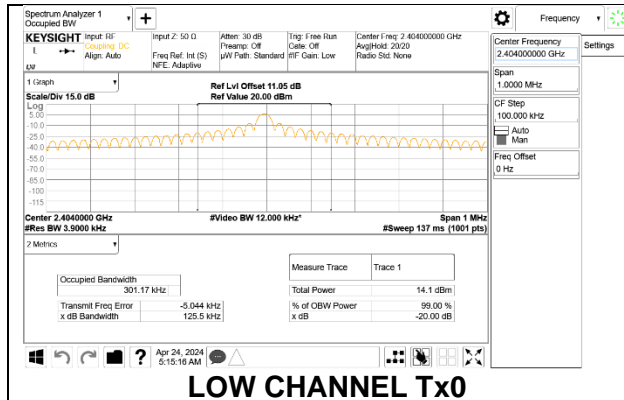 Spectrum Analyzer 1
Occupied BW
Frequency
KEYSIGHT Input: RF Input Z: 50 Ω Atten: 30 dB Trig: Free Run Center Freq: 2.404000000 GHz
L Coupling: DC Preamp: Off Gate: Off Avg|Hold: 20/20
Align: Auto Freq Ref: Int (S) µW Path: Standard #IF Gain: Low Radio Std: None
NFE: Adaptive
Center Frequency
2.404000000 GHz
Settings
Span
1.0000 MHz
CF Step
100.000 kHz
Auto
Man
Freq Offset
0 Hz
1 Graph
Ref Lvl Offset 11.05 dB
Scale/Div 15.0 dB Ref Value 20.00 dBm
Log
5.00
-10.0
-25.0
-40.0
-55.0
-70.0
-85.0
-100
-115
Center 2.4040000 GHz #Video BW 12.000 kHz* Span 1 MHz
#Res BW 3.9000 kHz #Sweep 137 ms (1001 pts)
2 Metrics
Measure Trace Trace 1
Occupied Bandwidth
301.17 kHz
Total Power 14.1 dBm
Transmit Freq Error -5.044 kHz % of OBW Power 99.00 %
x dB Bandwidth 125.5 kHz x dB -20.00 dB
?
Apr 24, 2024
5:15:16 AM
LOW CHANNEL Tx0